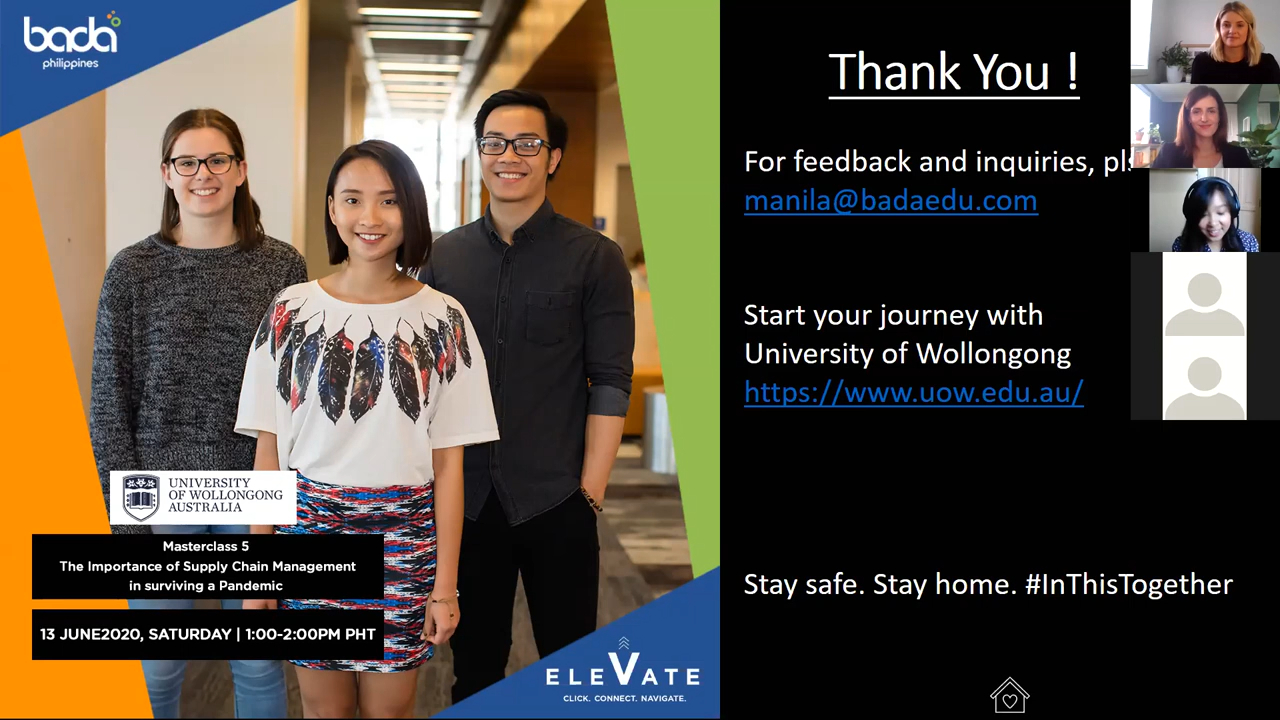 bada
philippines
UNIVERSITY
OF WOLLONGONG
AUSTRALIA
Masterclass 5
The Importance of Supply Chain Management
in surviving a Pandemic
13 JUNE2020, SATURDAY | 1:00-2:00PM PHT
ELEVATE
CLICK. CONNECT. NAVIGATE.
Thank You !
For feedback and inquiries,
manila@badaedu.com
Start your journey with
University of Wollongong
https://www.uow.edu.au/
Stay safe. Stay home. #InThisTogether